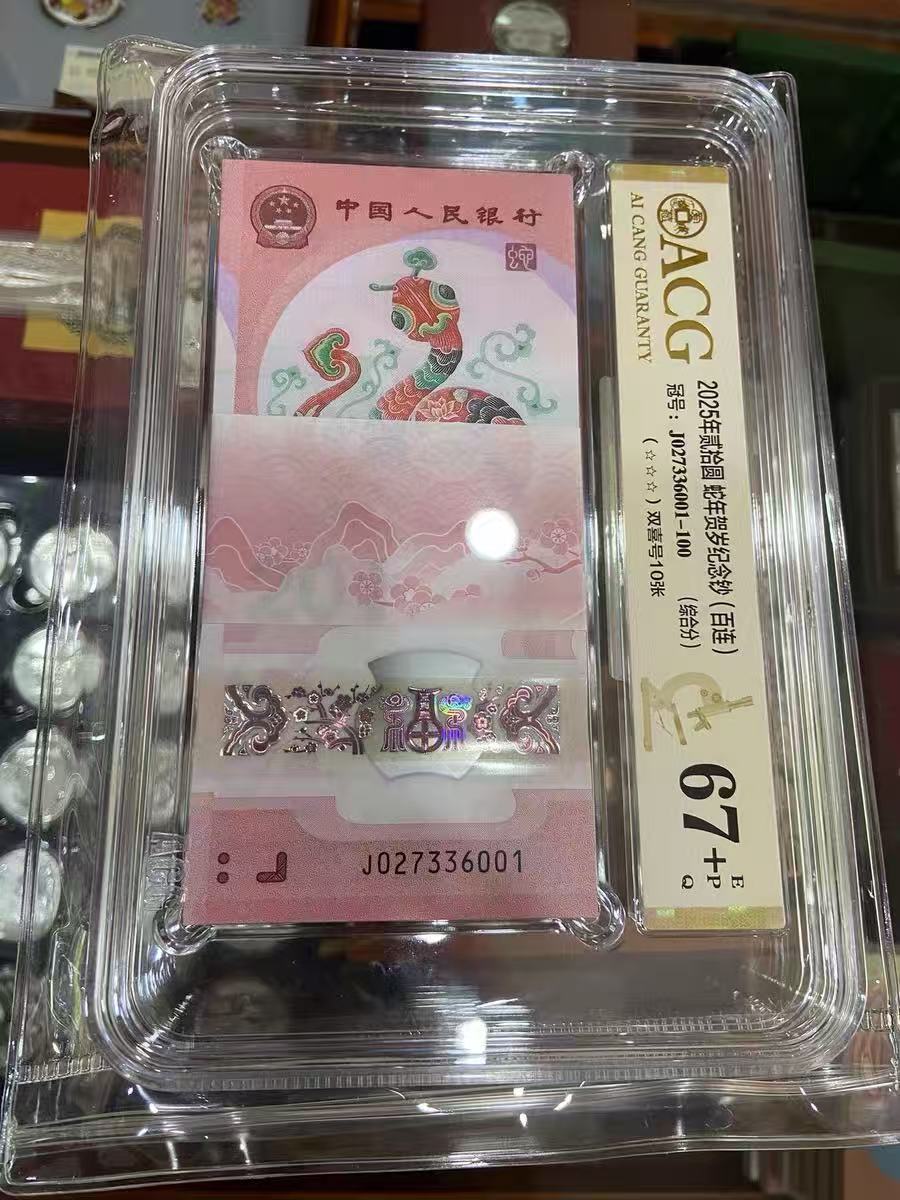 中国人民银行
蛇
J027336001
ACG
AI CANG GUARANTY
2025年贰拾圆 蛇年贺岁纪念钞（百连）
冠号：J027336001-100 （综合分）
（☆☆☆）双喜号10张
67+
E
P
Q